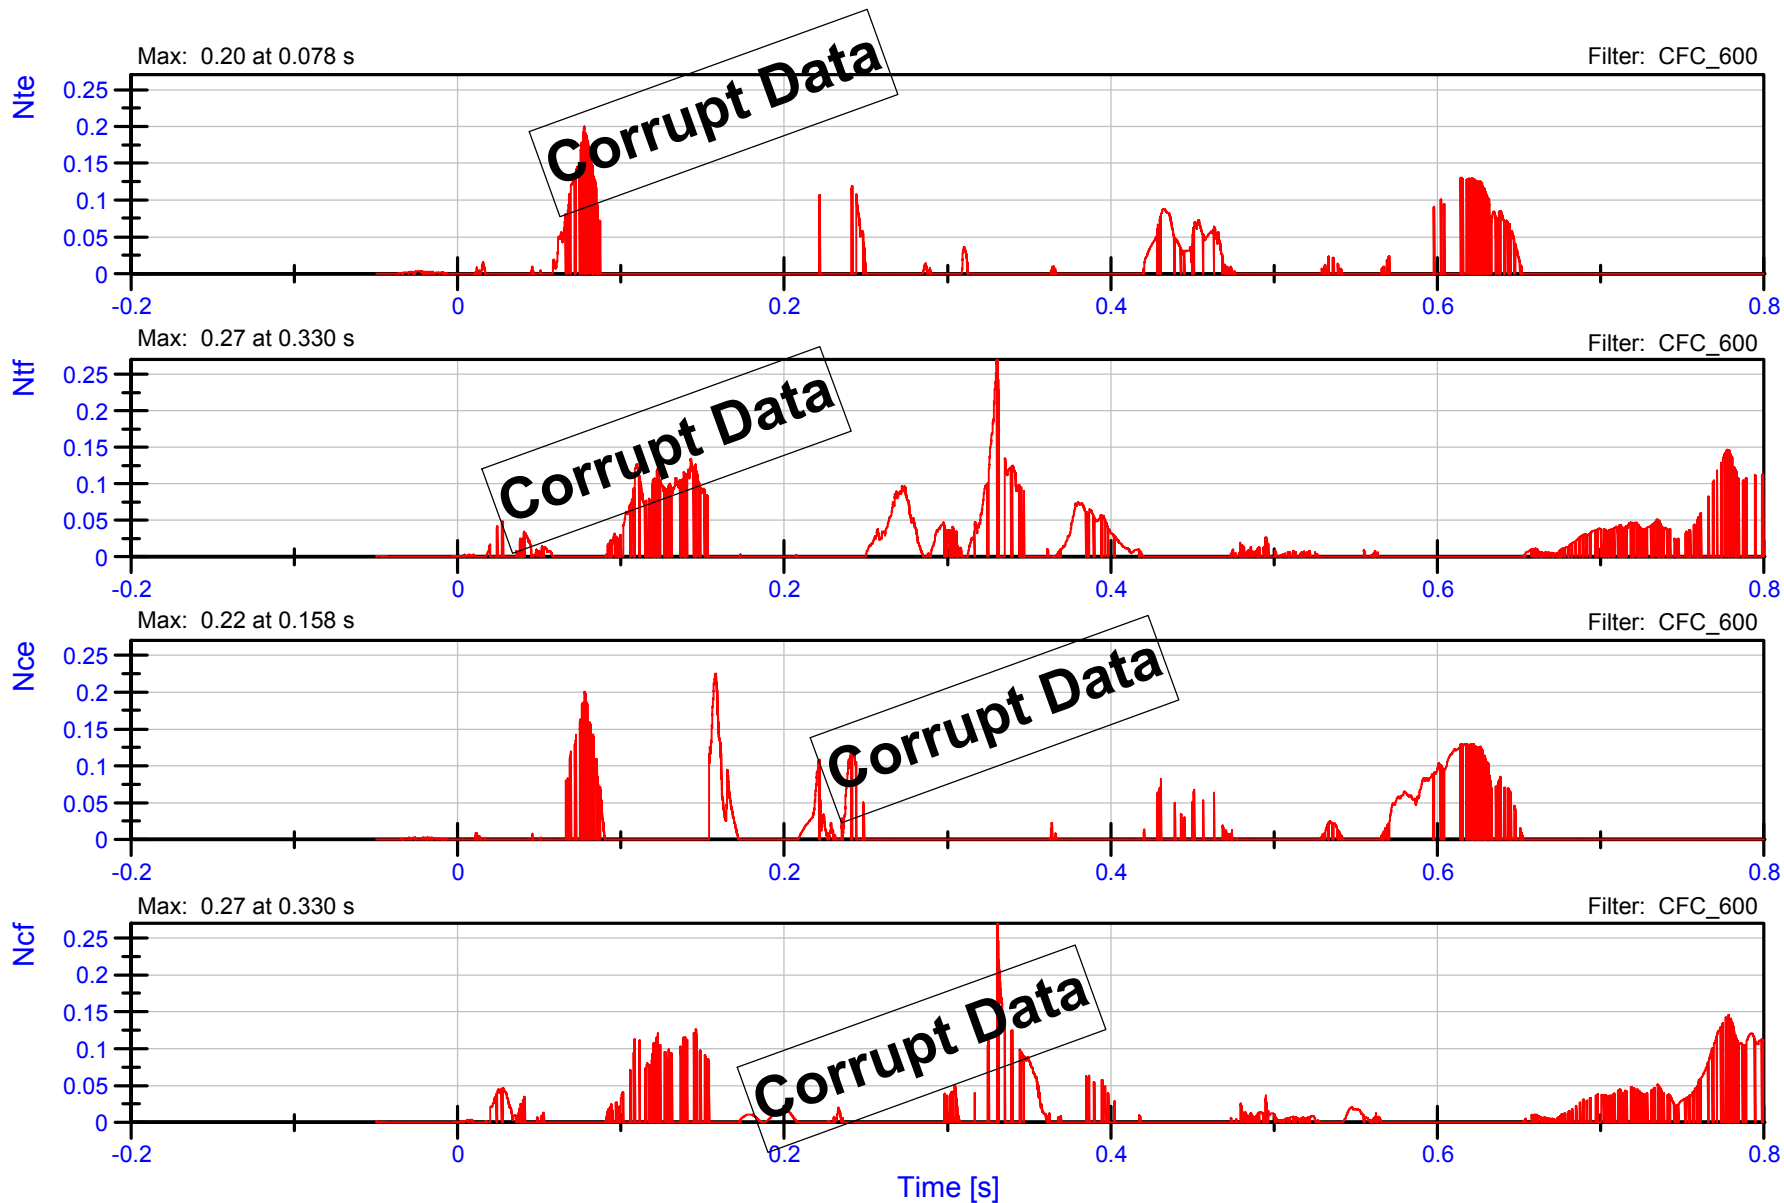 Max: 0.20 at 0.078 s
Filter: CFC_600
Nte
0.25
0.2
0.15
0.1
0.05
0
Corrupt Data
-0.2 0 0.2 0.4 0.6 0.8
Max: 0.27 at 0.330 s
Filter: CFC_600
Ntf
0.25
0.2
0.15
0.1
0.05
0
Corrupt Data
-0.2 0 0.2 0.4 0.6 0.8
Max: 0.22 at 0.158 s
Filter: CFC_600
Nce
0.25
0.2
0.15
0.1
0.05
0
Corrupt Data
-0.2 0 0.2 0.4 0.6 0.8
Max: 0.27 at 0.330 s
Filter: CFC_600
Ncf
0.25
0.2
0.15
0.1
0.05
0
Corrupt Data
-0.2 0 0.2 0.4 0.6 0.8
Time [s]